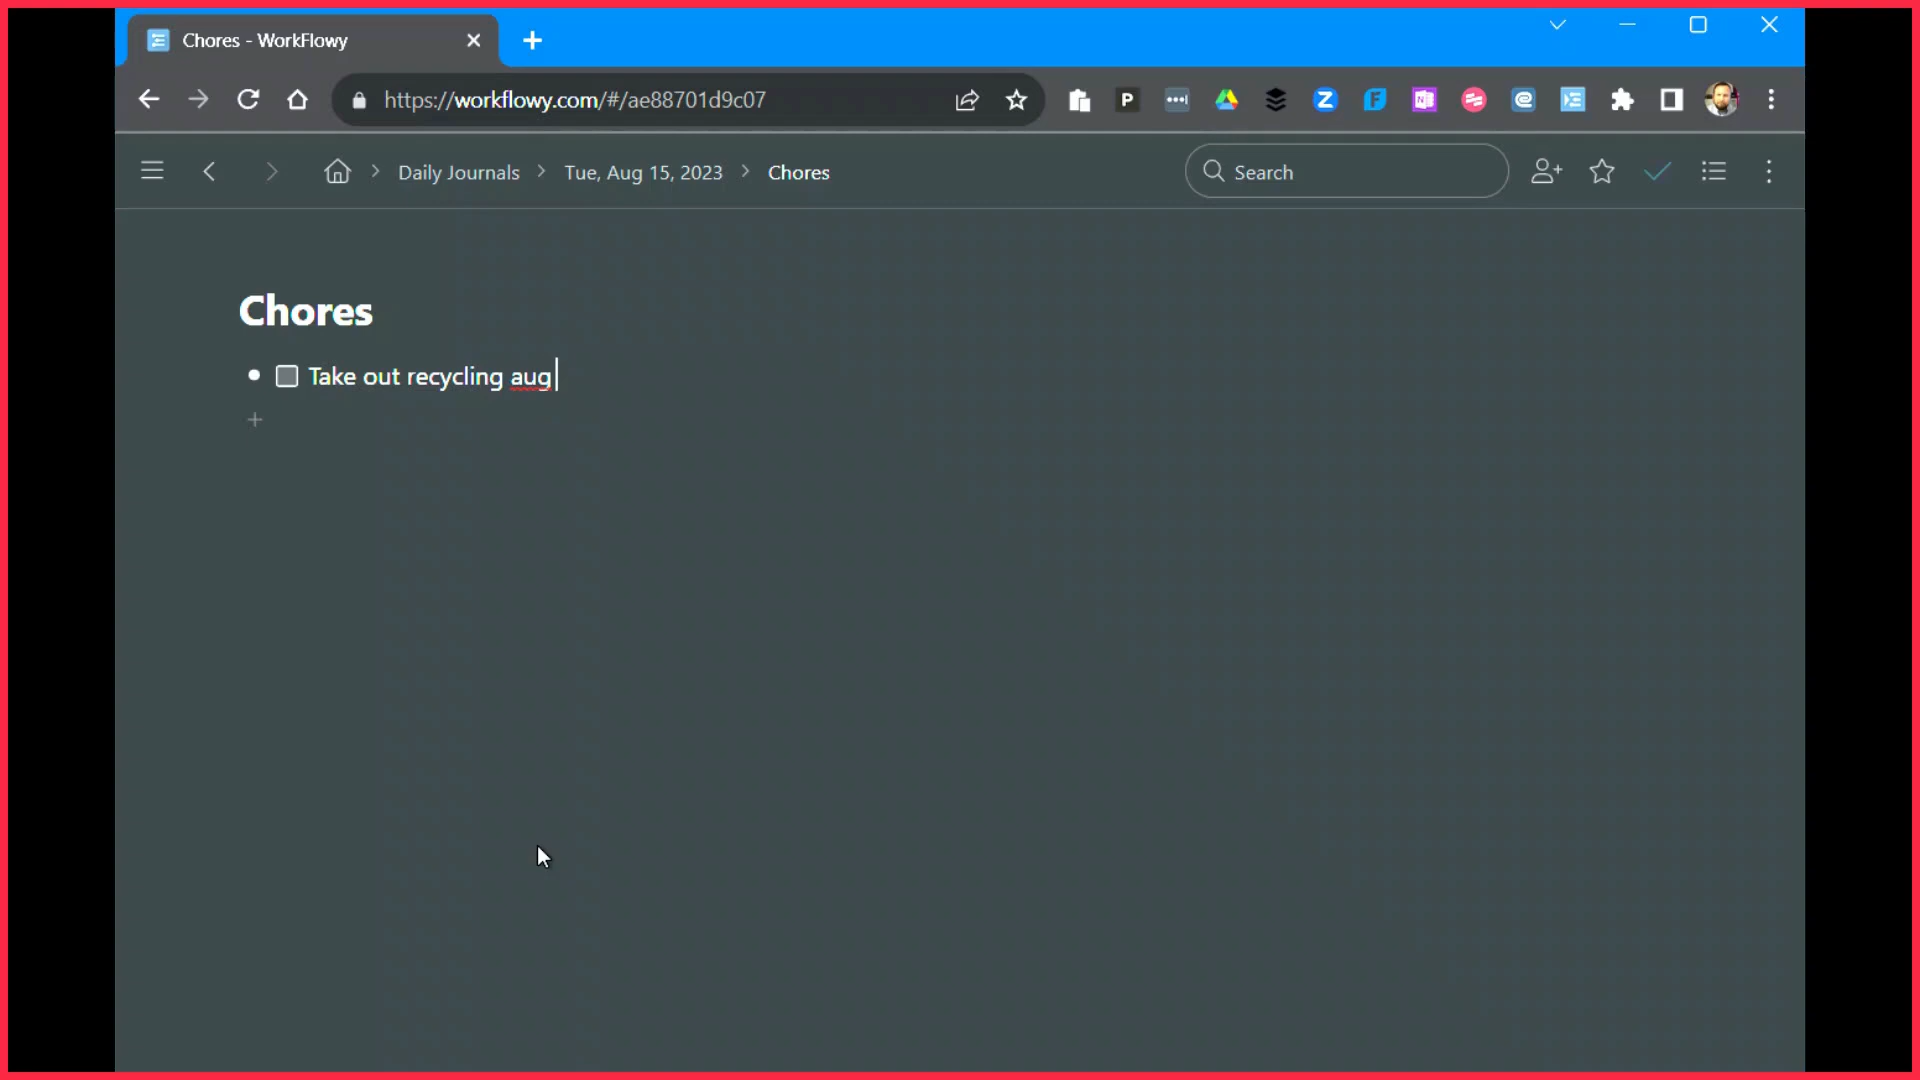 Chores - WorkFlowy
https://workflowy.com/#/ae88701d9c07
P
Z
F
N
Daily Journals
Tue, Aug 15, 2023
Chores
Search
Chores
Take out recycling aug